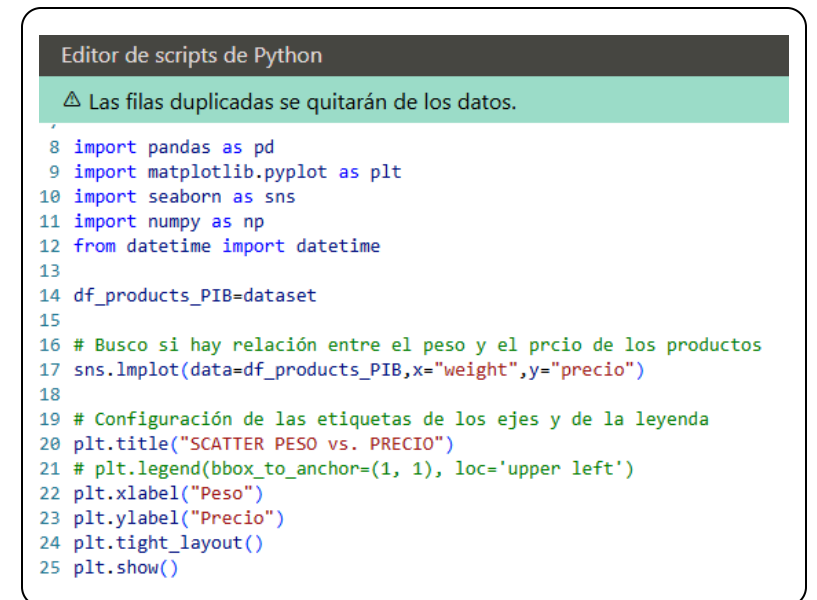 Editor de scripts de Python
⚠ Las filas duplicadas se quitarán de los datos.
8 import pandas as pd
9 import matplotlib.pyplot as plt
10 import seaborn as sns
11 import numpy as np
12 from datetime import datetime
13
14 df_products_PIB=dataset
15
16 # Busco si hay relación entre el peso y el prcio de los productos
17 sns.lmplot(data=df_products_PIB,x="weight",y="precio")
18
19 # Configuración de las etiquetas de los ejes y de la leyenda
20 plt.title("SCATTER PESO vs. PRECIO")
21 # plt.legend(bbox_to_anchor=(1, 1), loc='upper left')
22 plt.xlabel("Peso")
23 plt.ylabel("Precio")
24 plt.tight_layout()
25 plt.show()